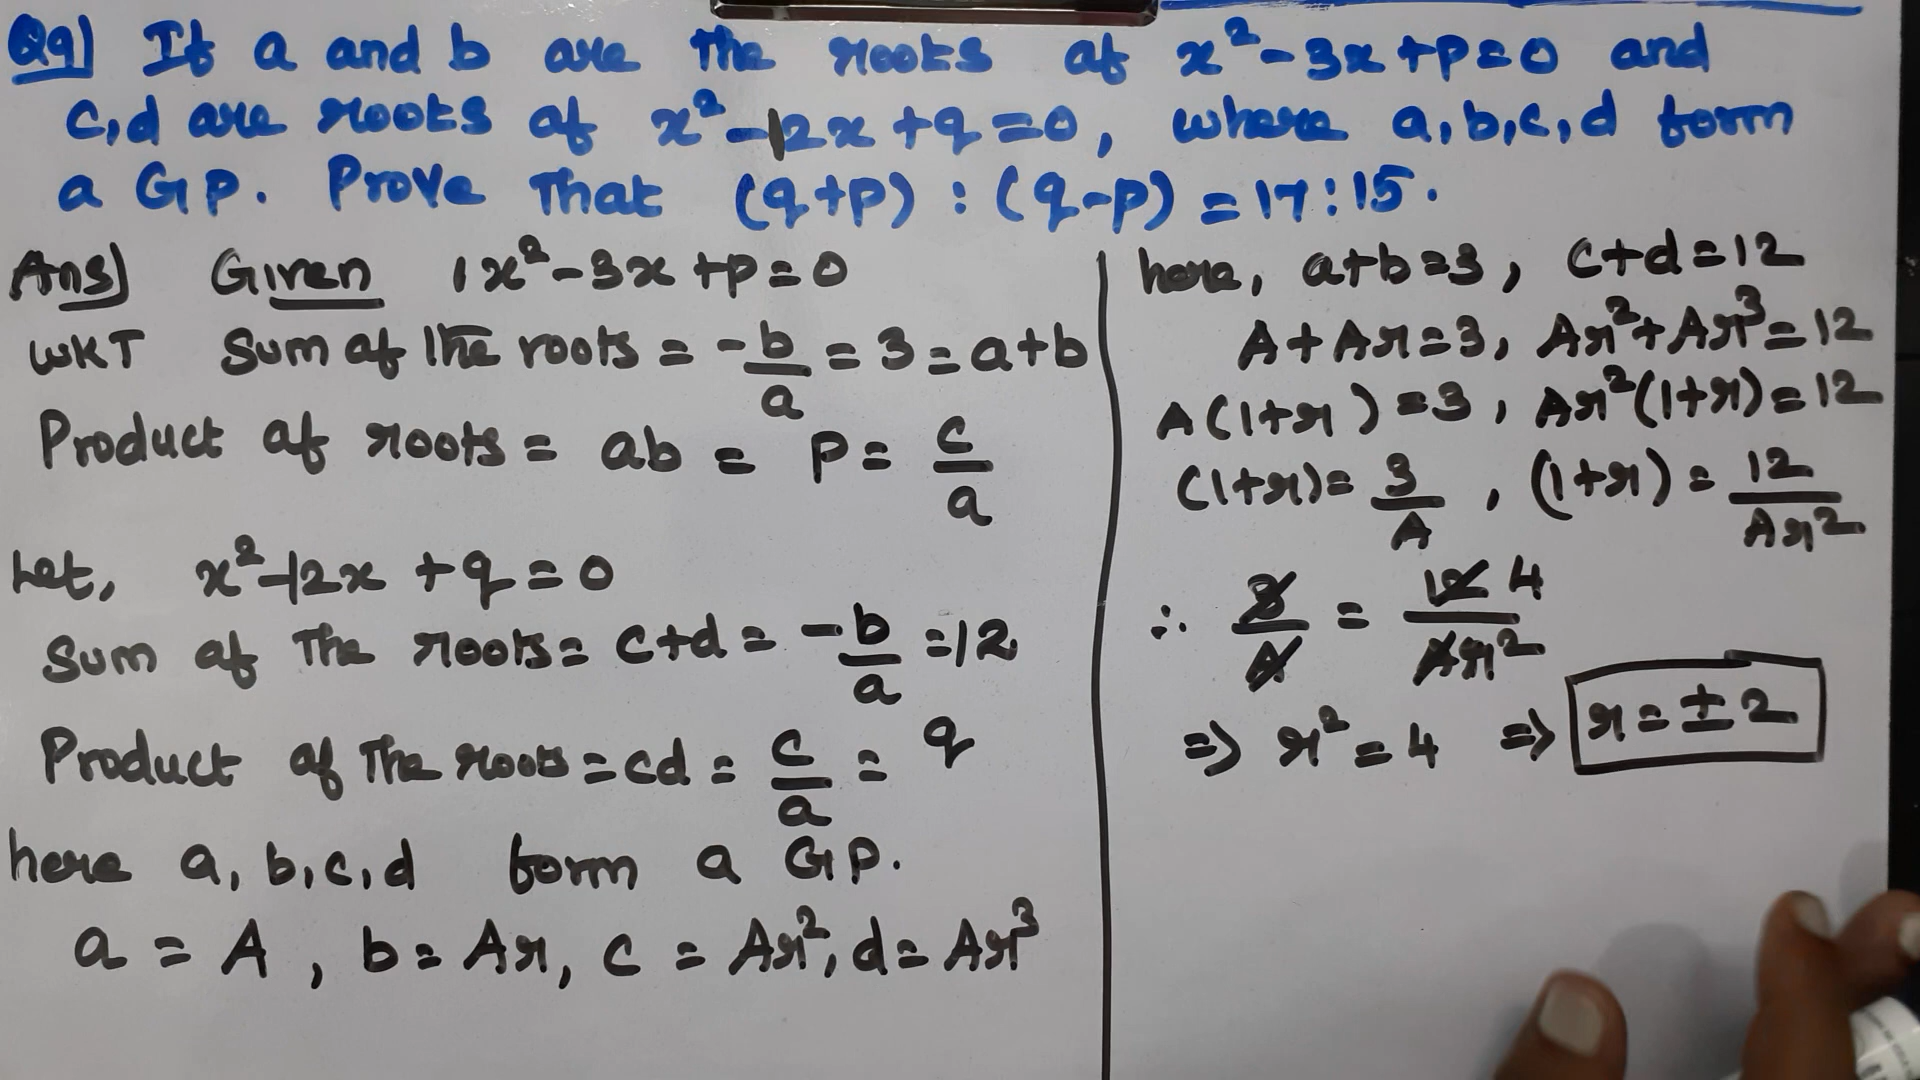 Q9) If a and b are the roots of x²-3x+p=0 and
c,d are roots of x²-12x+q=0, where a,b,c,d form
a GP. Prove that (q+p):(q-p)=17:15.
Ans) Given 1x²-3x+p=0
WKT Sum of the roots = -b/a = 3 = a+b
Product of roots = ab = p = c/a
Let, x²-12x+q=0
Sum of the roots = c+d = -b/a = 12
Product of the roots = cd = c/a = q
here a, b, c, d form a GP.
a = A, b = Ar, c = Ar², d = Ar³
here, a+b=3, c+d=12
A+Ar=3, Ar²+Ar³=12
A(1+r)=3, Ar²(1+r)=12
(1+r)=3/A, (1+r)=12/Ar²
∴ 3/A = 12 4/Ar²
⇒ r²=4 ⇒ r=±2